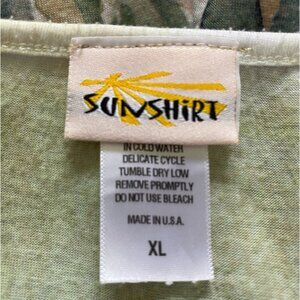 SUNSHiRT
IN COLD WATER
DELICATE CYCLE
TUMBLE DRY LOW
REMOVE PROMPTLY
DO NOT USE BLEACH
MADE IN U.S.A.
XL